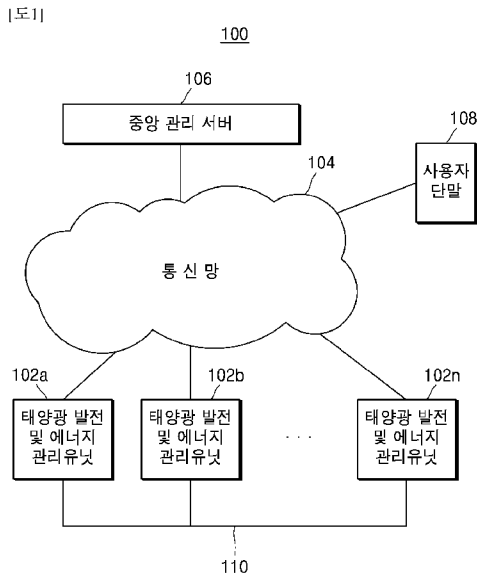 [도1]
100
106
중앙 관리 서버
108
사용자
단말
104
통신망
102a
태양광 발전
및 에너지
관리유닛
102b
태양광 발전
및 에너지
관리유닛
. . .
102n
태양광 발전
및 에너지
관리유닛
110